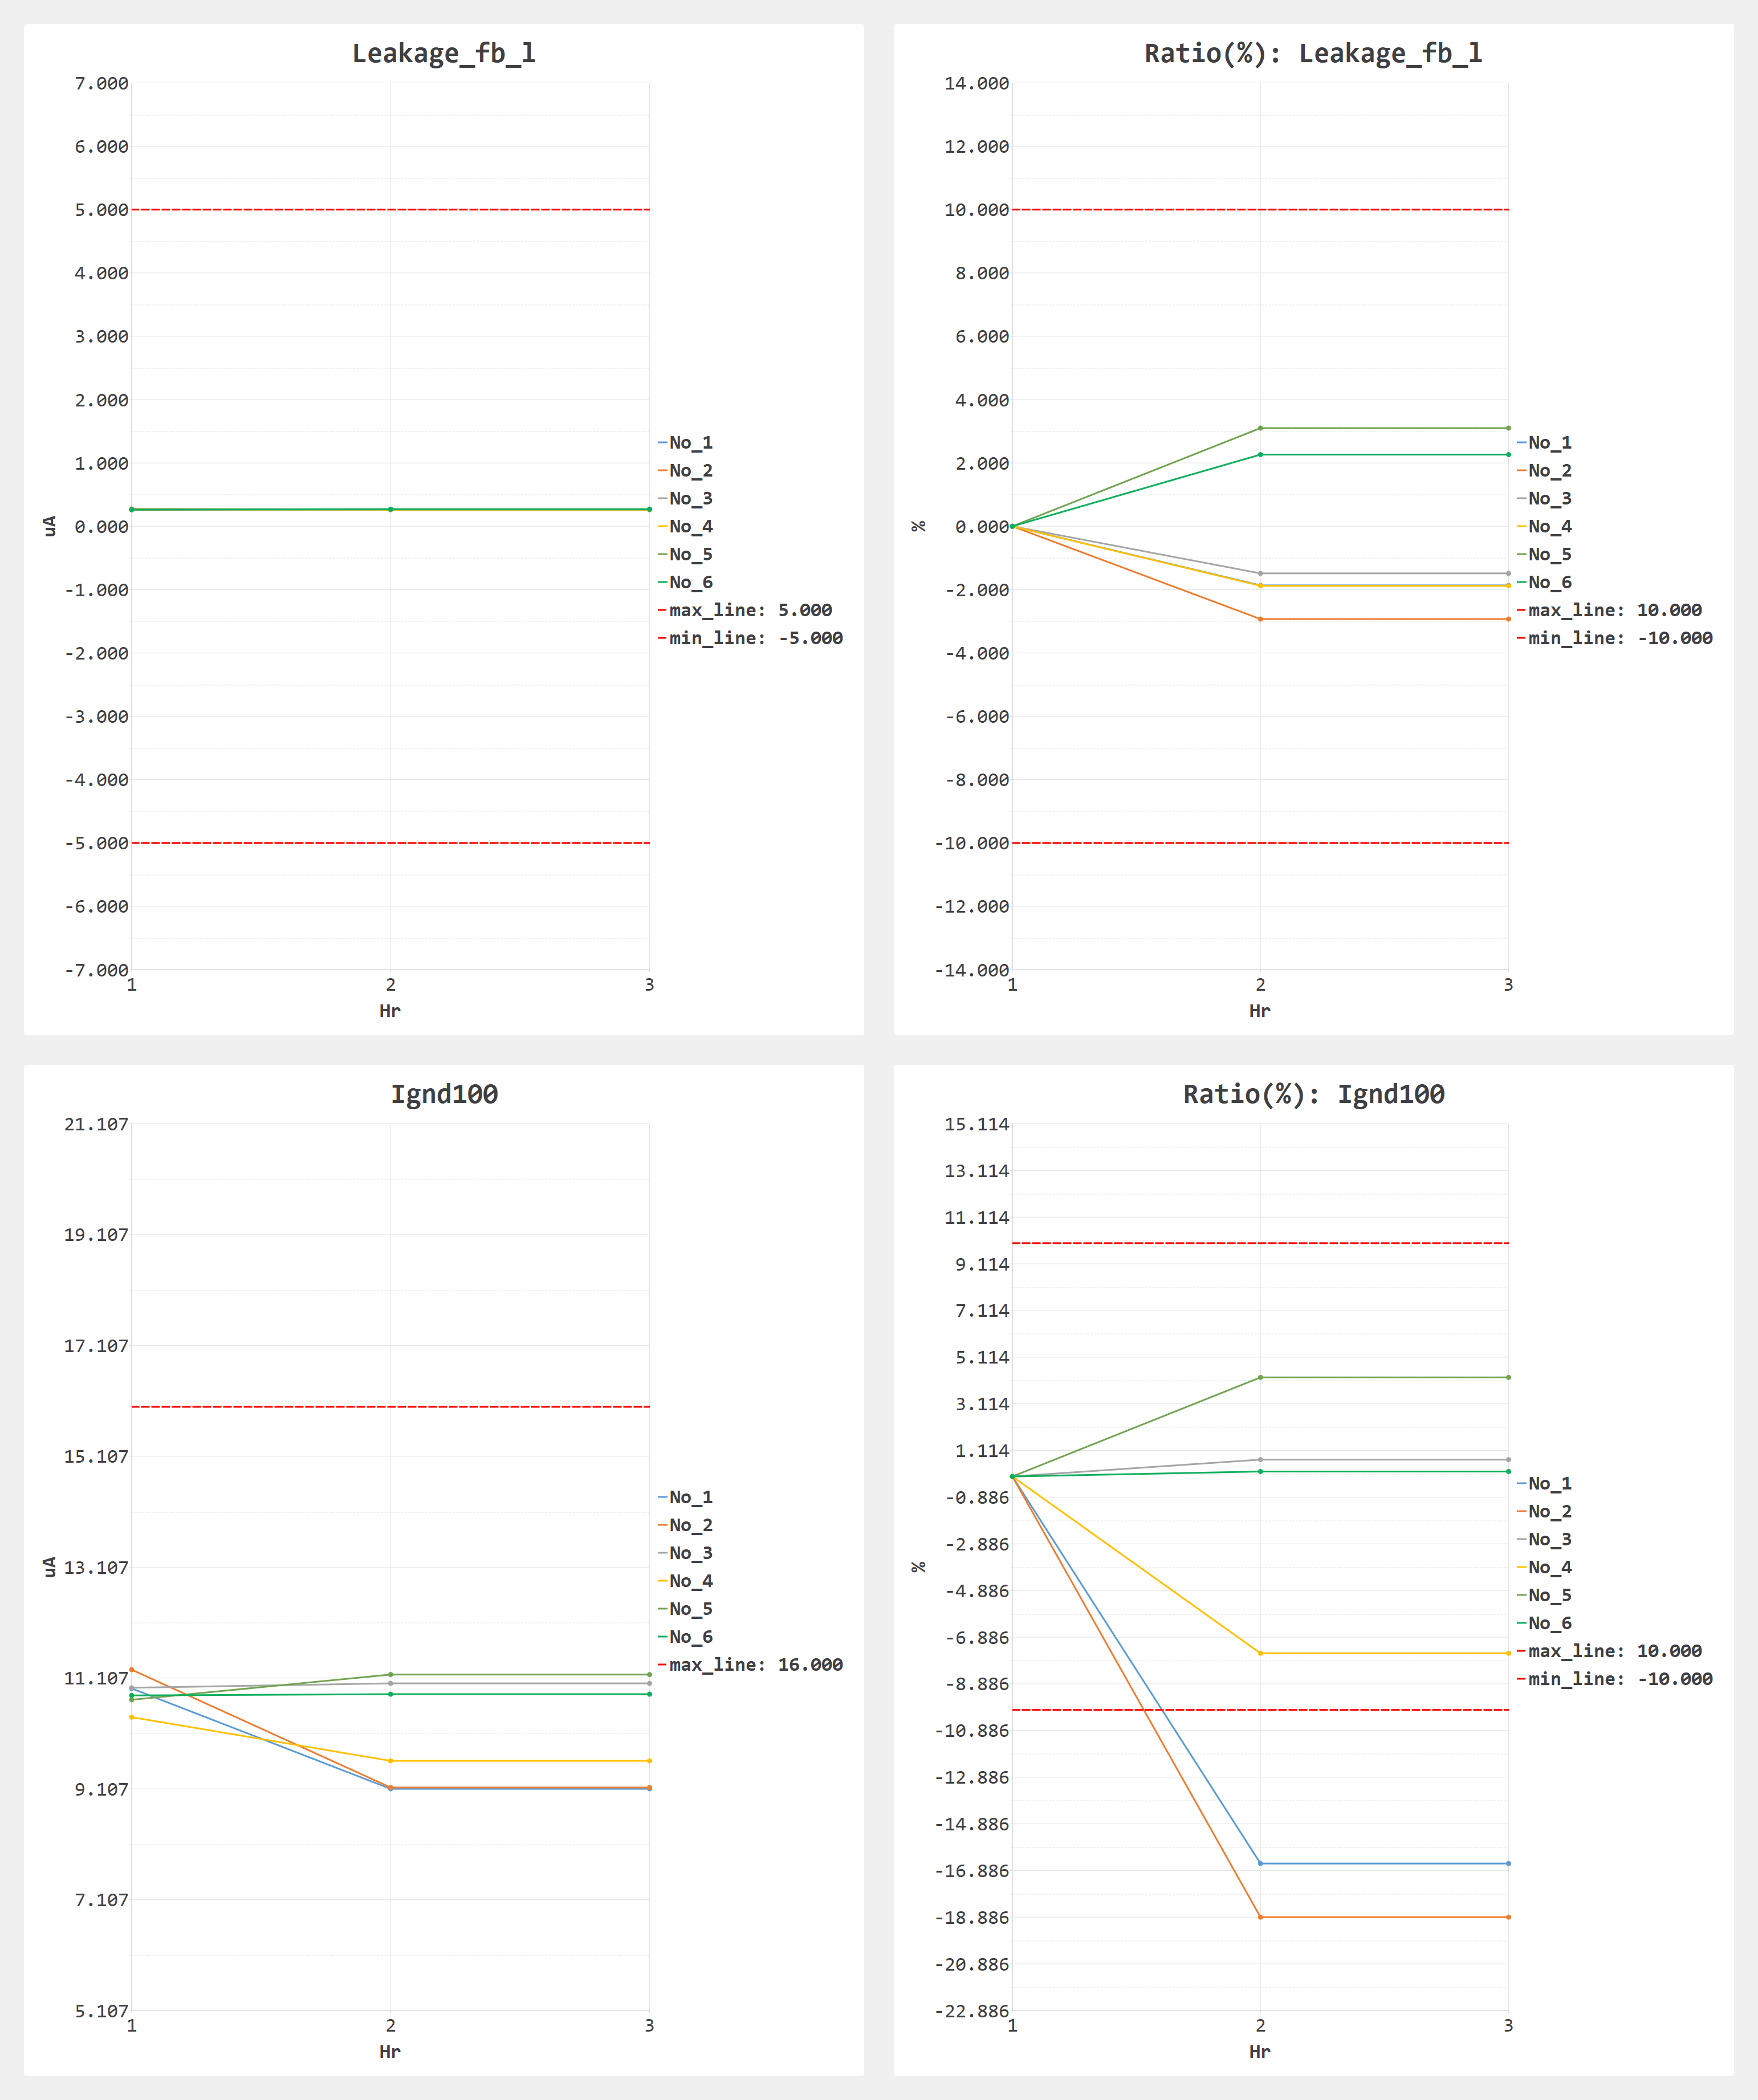 Leakage_fb_l
7.000
6.000
5.000
4.000
3.000
2.000
1.000
0.000
-1.000
-2.000
-3.000
-4.000
-5.000
-6.000
-7.000
uA
1 2 3
Hr
No_1
No_2
No_3
No_4
No_5
No_6
max_line: 5.000
min_line: -5.000
Ratio(%): Leakage_fb_l
14.000
12.000
10.000
8.000
6.000
4.000
2.000
0.000
-2.000
-4.000
-6.000
-8.000
-10.000
-12.000
-14.000
%
1 2 3
Hr
No_1
No_2
No_3
No_4
No_5
No_6
max_line: 10.000
min_line: -10.000
Ignd100
21.107
19.107
17.107
15.107
13.107
11.107
9.107
7.107
5.107
uA
1 2 3
Hr
No_1
No_2
No_3
No_4
No_5
No_6
max_line: 16.000
Ratio(%): Ignd100
15.114
13.114
11.114
9.114
7.114
5.114
3.114
1.114
-0.886
-2.886
-4.886
-6.886
-8.886
-10.886
-12.886
-14.886
-16.886
-18.886
-20.886
-22.886
%
1 2 3
Hr
No_1
No_2
No_3
No_4
No_5
No_6
max_line: 10.000
min_line: -10.000